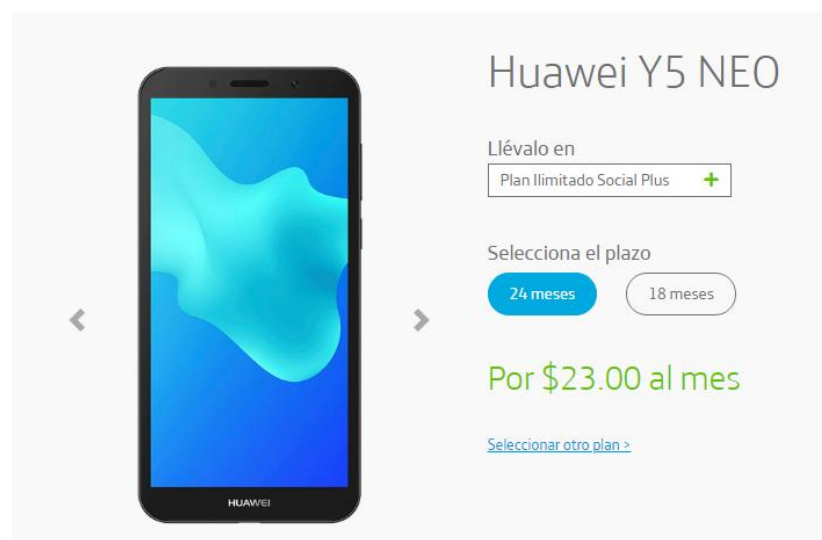 Huawei Y5 NEO
Llévalo en
Plan Ilimitado Social Plus +
Selecciona el plazo
24 meses 18 meses
Por $23.00 al mes
Seleccionar otro plan >
HUAWEI